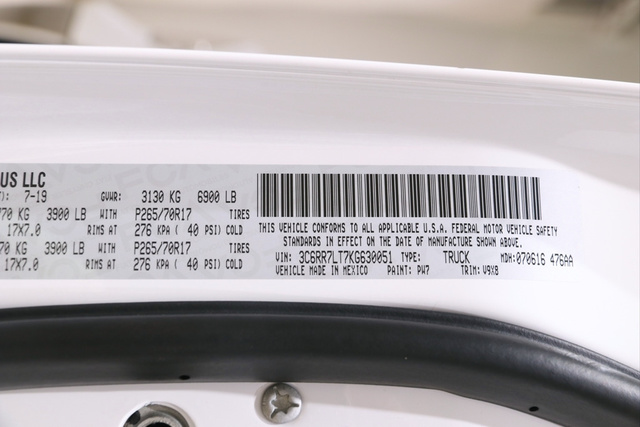 US LLC
): 7-19 GVWR: 3130 KG 6900 LB
70 KG 3900 LB WITH P265/70R17 TIRES
17X7.0 RIMS AT 276 KPA ( 40 PSI) COLD
70 KG 3900 LB WITH P265/70R17 TIRES
17X7.0 RIMS AT 276 KPA ( 40 PSI) COLD
THIS VEHICLE CONFORMS TO ALL APPLICABLE U.S.A. FEDERAL MOTOR VEHICLE SAFETY
STANDARDS IN EFFECT ON THE DATE OF MANUFACTURE SHOWN ABOVE.
VIN: 3C6RR7LT7KG630051 TYPE: TRUCK MDH: 070616 476AA
VEHICLE MADE IN MEXICO PAINT: PW7 TRIM: V9X8